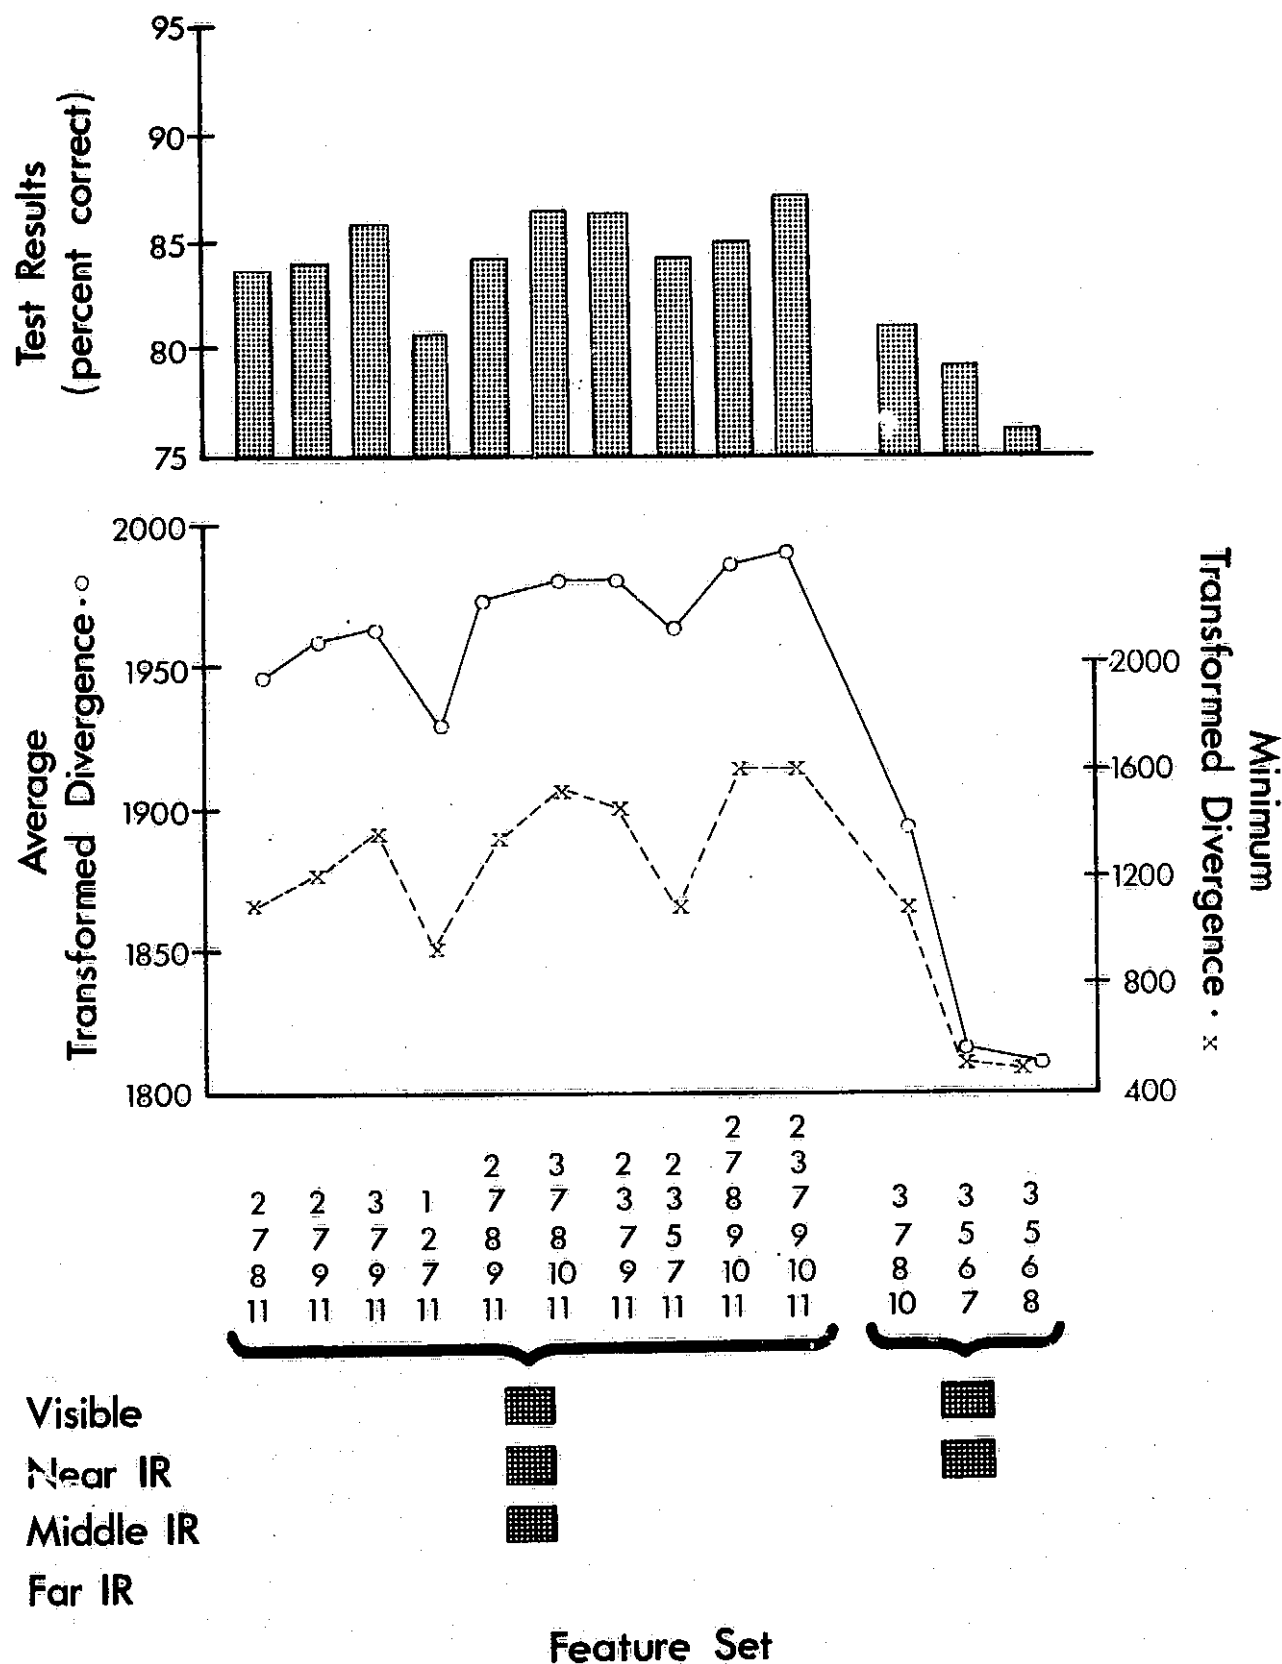 95
90
85
80
75
Test Results
(percent correct)
2000
1950
1900
1850
1800
Average
Transformed Divergence · o
2000
1600
1200
800
400
Minimum
Transformed Divergence · x
2 2
2 3 2 2 7 3
2 2 3 1 7 7 3 3 8 7 3 3 3
7 7 7 2 8 8 7 5 9 9 7 5 5
8 9 9 7 9 10 9 7 10 10 8 6 6
11 11 11 11 11 11 11 11 11 11 10 7 8
Visible
Near IR
Middle IR
Far IR
Feature Set